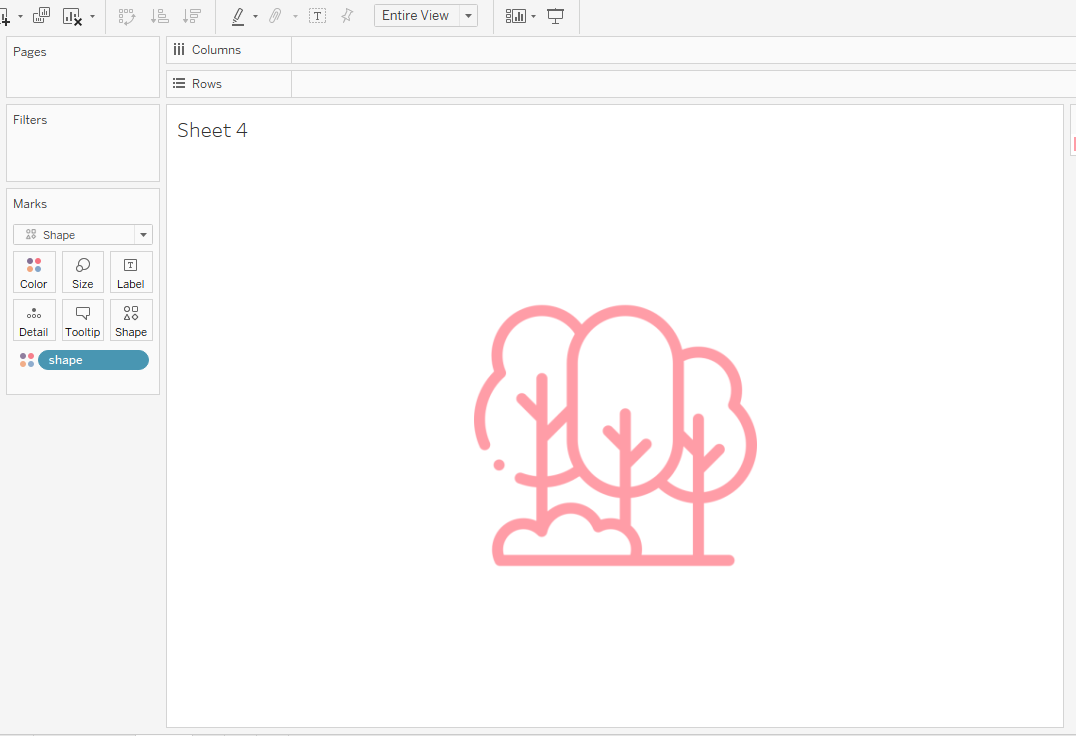 Entire View
Pages
Columns
Rows
Filters
Sheet 4
Marks
Shape
Color
Size
Label
Detail
Tooltip
Shape
shape